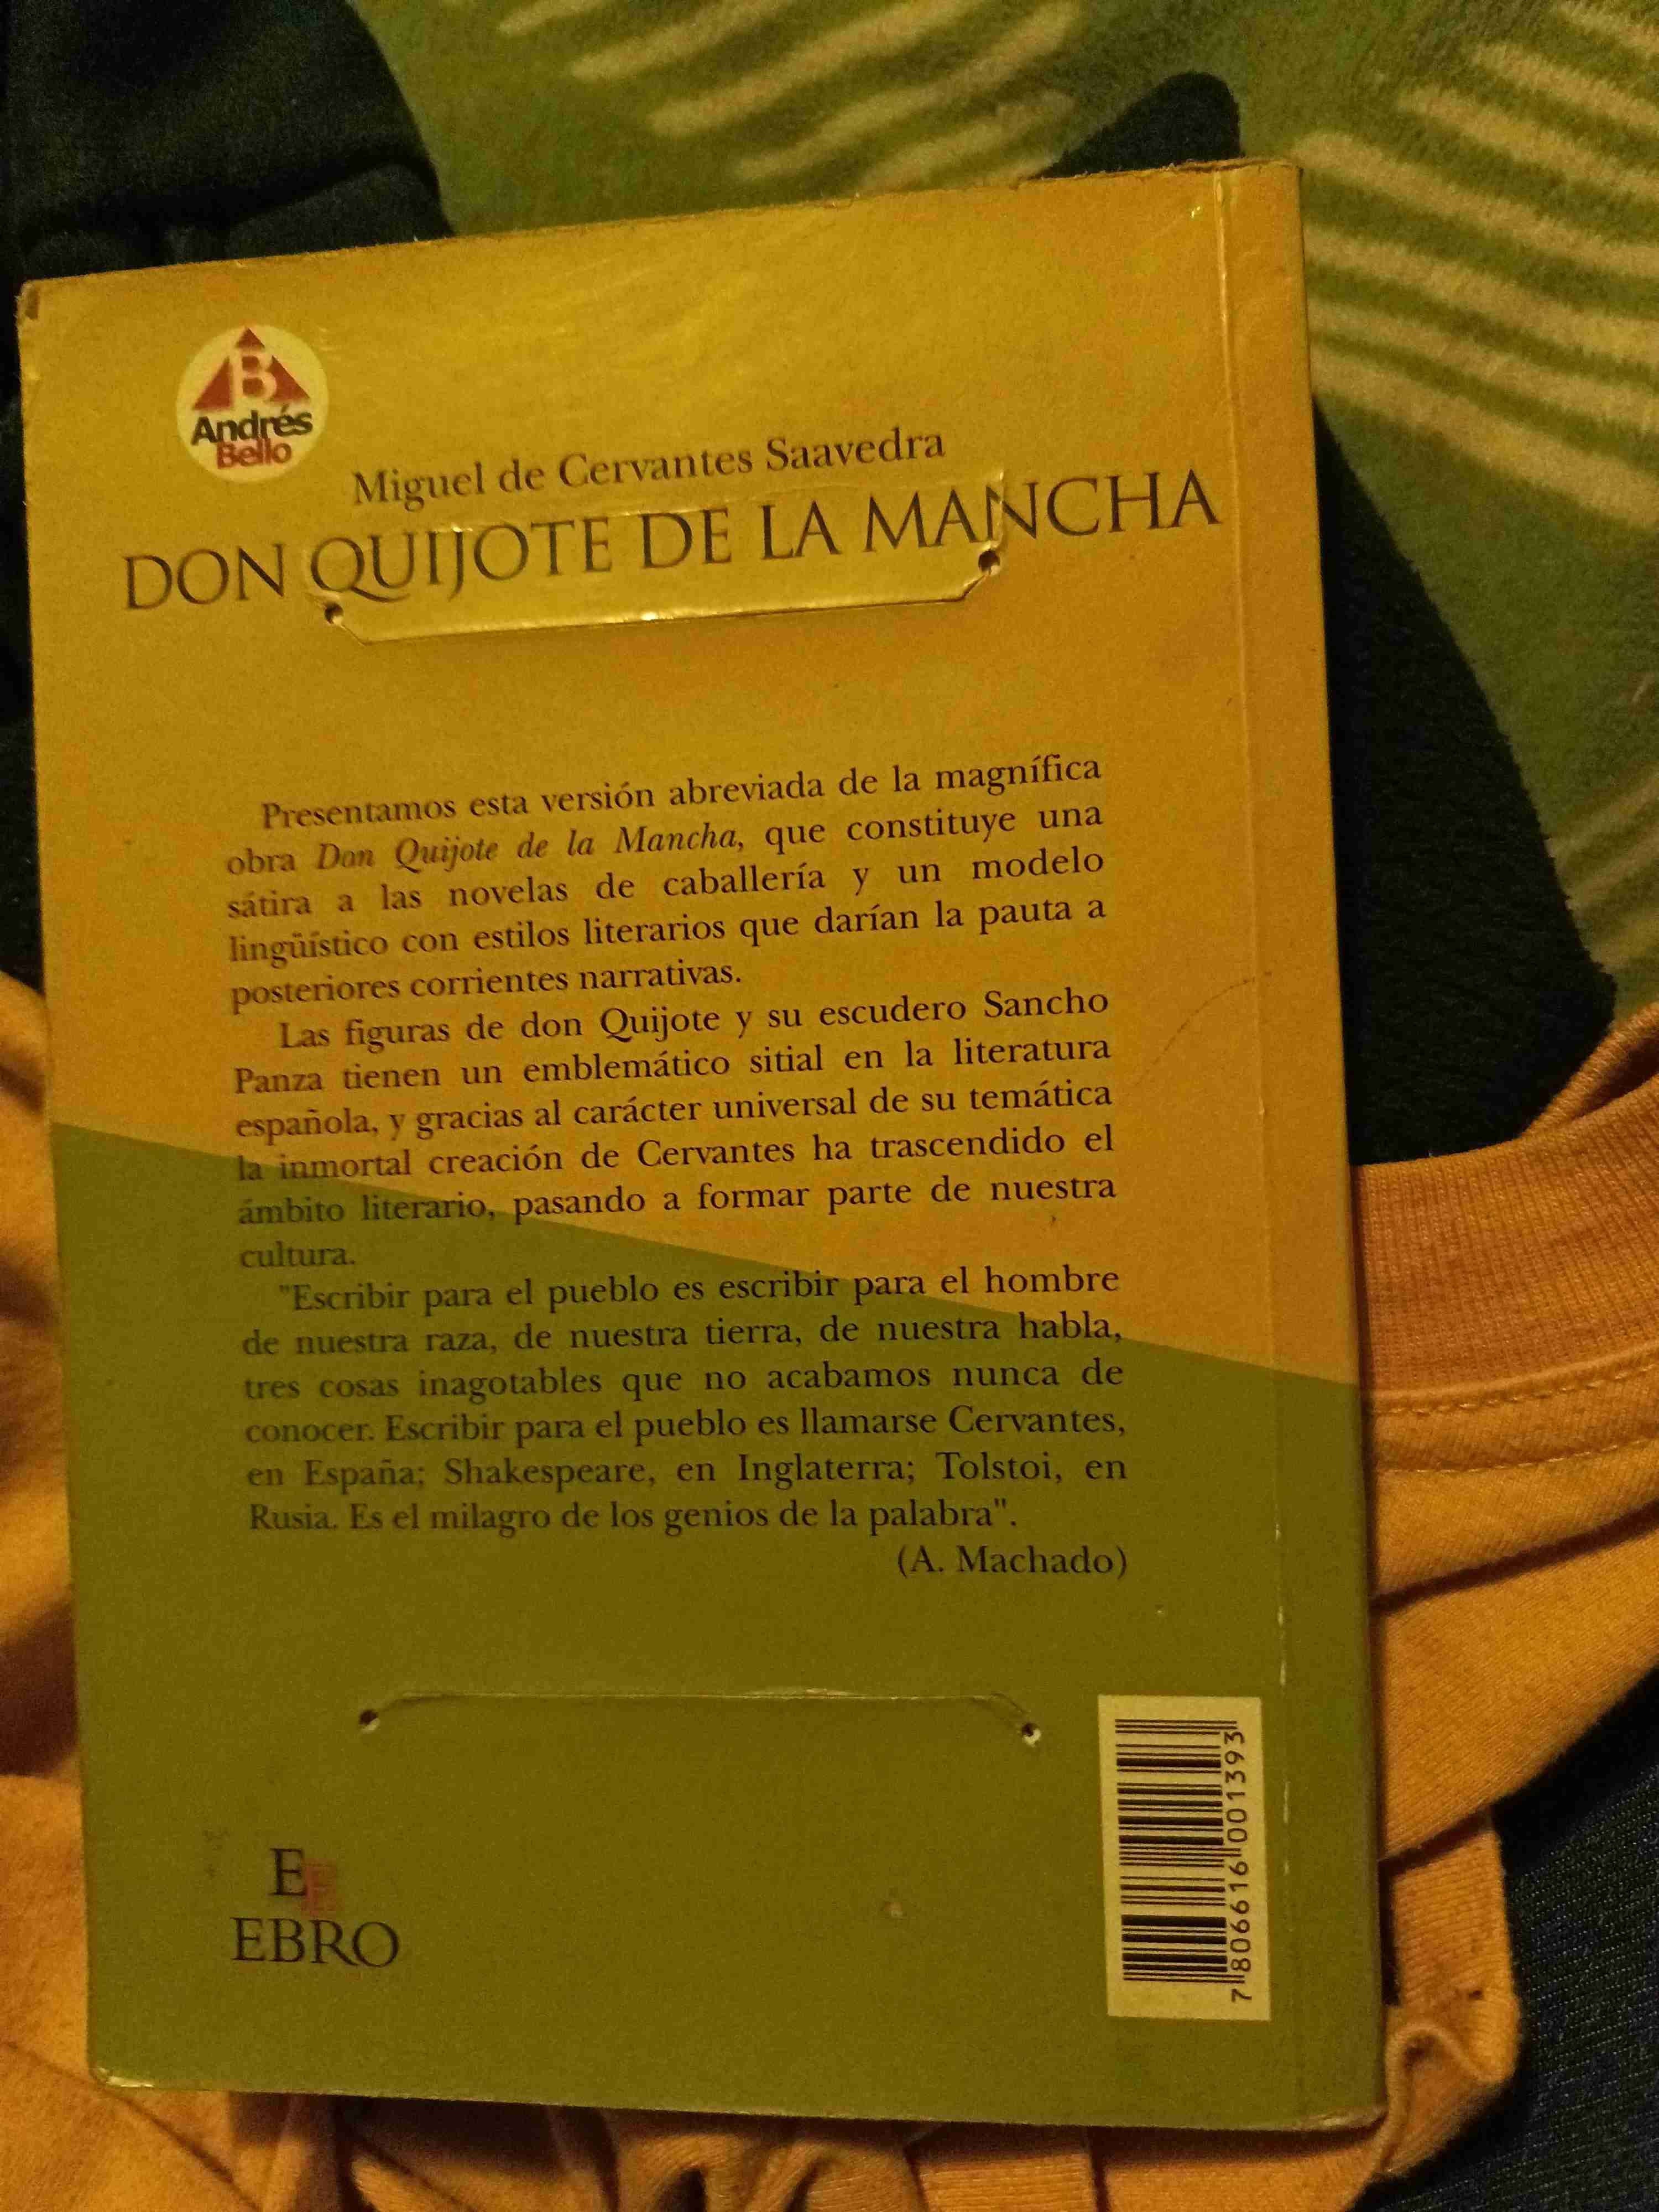 B
Andrés
Bello
Miguel de Cervantes Saavedra
DON QUIJOTE DE LA MANCHA
Presentamos esta versión abreviada de la magnífica
obra Don Quijote de la Mancha, que constituye una
sátira a las novelas de caballería y un modelo
lingüístico con estilos literarios que darían la pauta a
posteriores corrientes narrativas.
Las figuras de don Quijote y su escudero Sancho
Panza tienen un emblemático sitial en la literatura
española, y gracias al carácter universal de su temática
la inmortal creación de Cervantes ha trascendido el
ámbito literario, pasando a formar parte de nuestra
cultura.
"Escribir para el pueblo es escribir para el hombre
de nuestra raza, de nuestra tierra, de nuestra habla,
tres cosas inagotables que no acabamos nunca de
conocer. Escribir para el pueblo es llamarse Cervantes,
en España; Shakespeare, en Inglaterra; Tolstoi, en
Rusia. Es el milagro de los genios de la palabra".
(A. Machado)
EE
EBRO
7 806616 001393